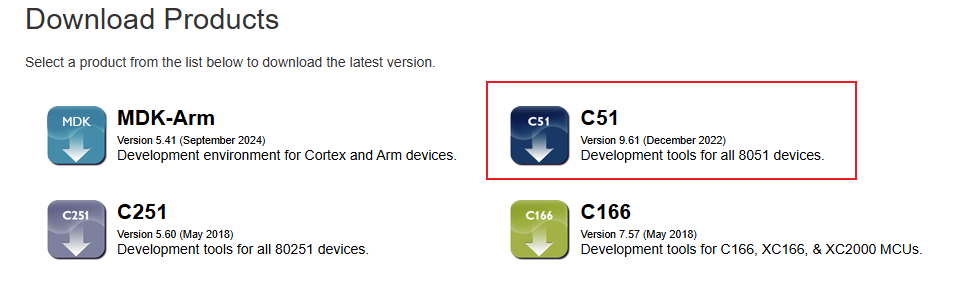 Download Products
Select a product from the list below to download the latest version.
MDK
MDK-Arm
Version 5.41 (September 2024)
Development environment for Cortex and Arm devices.
C51
C51
Version 9.61 (December 2022)
Development tools for all 8051 devices.
C251
C251
Version 5.60 (May 2018)
Development tools for all 80251 devices.
C166
C166
Version 7.57 (May 2018)
Development tools for C166, XC166, & XC2000 MCUs.